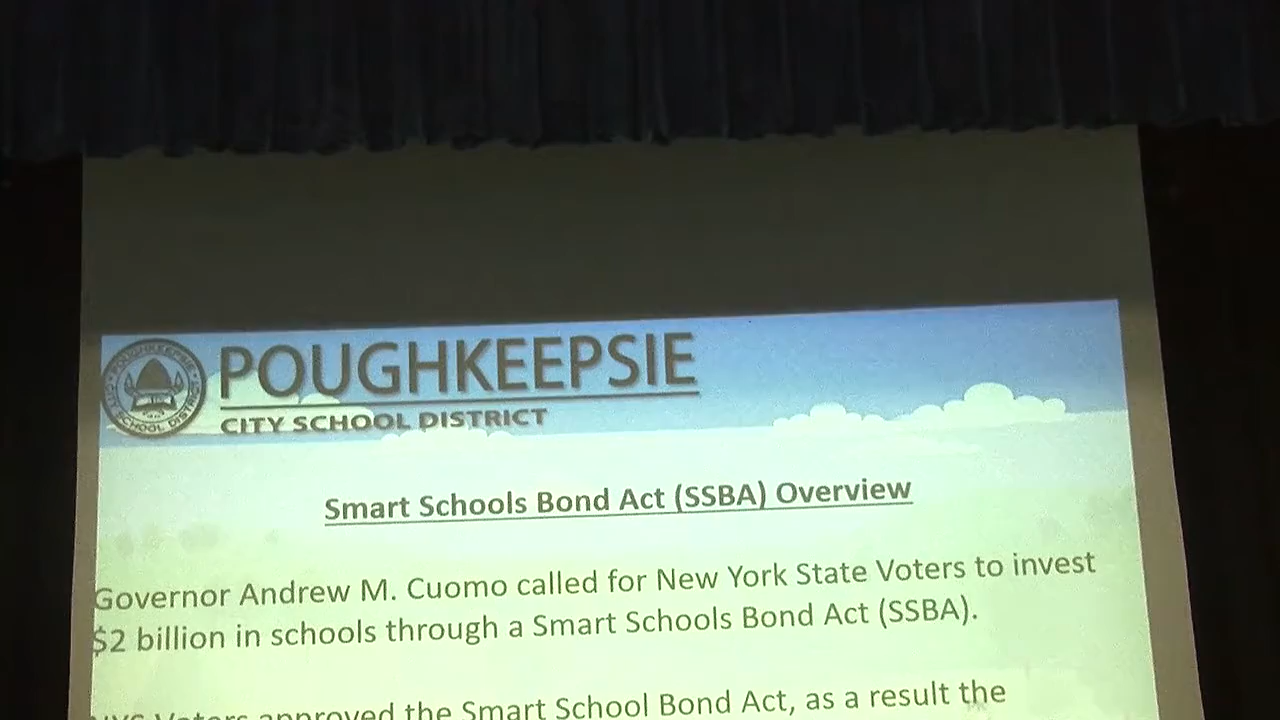 POUGHKEEPSIE
CITY SCHOOL DISTRICT
Smart Schools Bond Act (SSBA) Overview
Governor Andrew M. Cuomo called for New York State Voters to invest
$2 billion in schools through a Smart Schools Bond Act (SSBA).
NYS Voters approved the Smart School Bond Act, as a result the